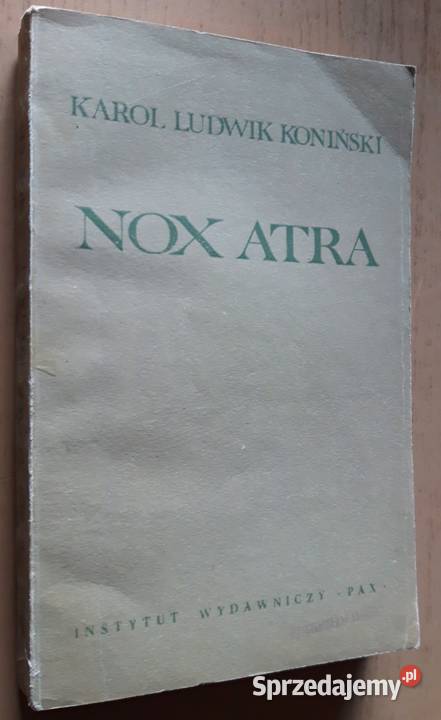 KAROL LUDWIK KONIŃSKI
NOX ATRA
INSTYTUT WYDAWNICZY · PAX ·
Sprzedajemy.pl